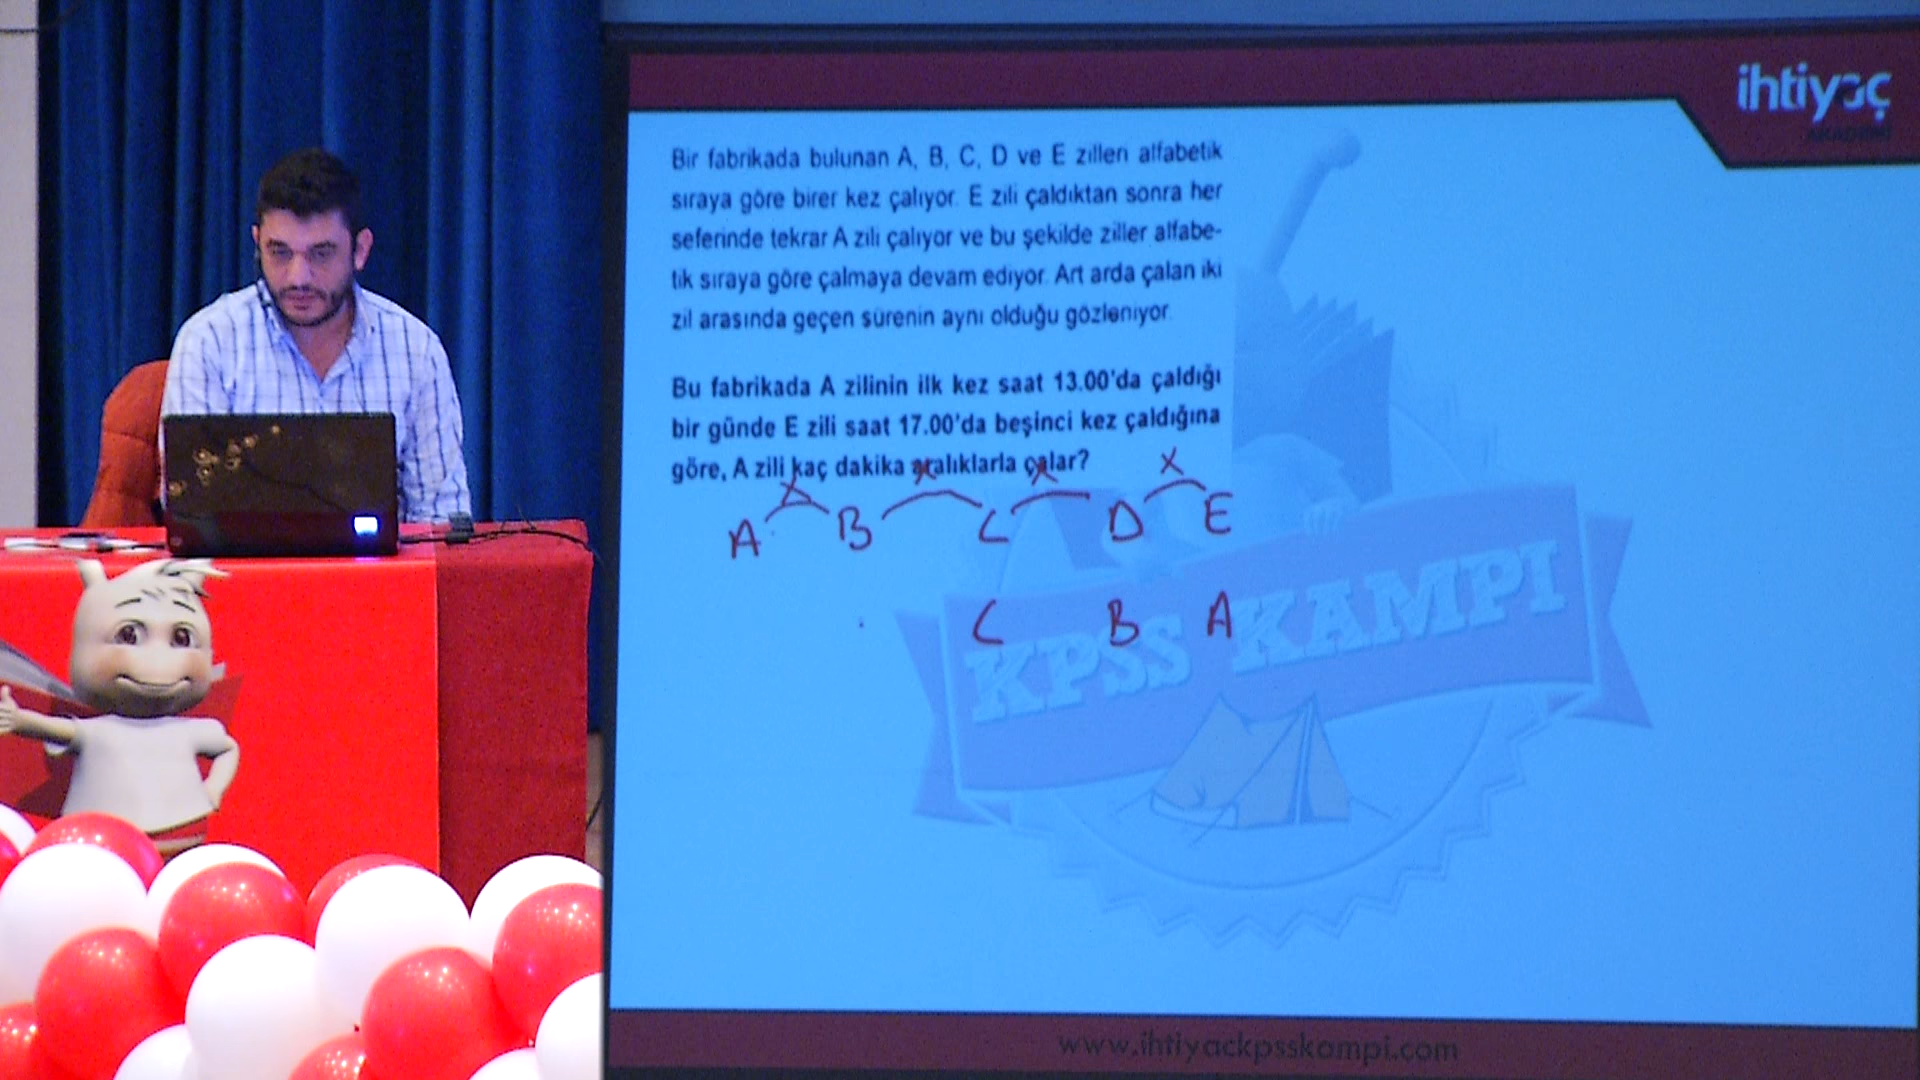 ihtiyaç
AKADEMİ
Bir fabrikada bulunan A, B, C, D ve E zilleri alfabetik
sıraya göre birer kez çalıyor. E zili çaldıktan sonra her
seferinde tekrar A zili çalıyor ve bu şekilde ziller alfabe-
tik sıraya göre çalmaya devam ediyor. Art arda çalan iki
zil arasında geçen sürenin aynı olduğu gözleniyor.
Bu fabrikada A zilinin ilk kez saat 13.00'da çaldığı
bir günde E zili saat 17.00'da beşinci kez çaldığına
göre, A zili kaç dakika aralıklarla çalar?
x x x x
A B C D E
C B A
KPSS KAMPI
www.ihtiyackpsskampi.com